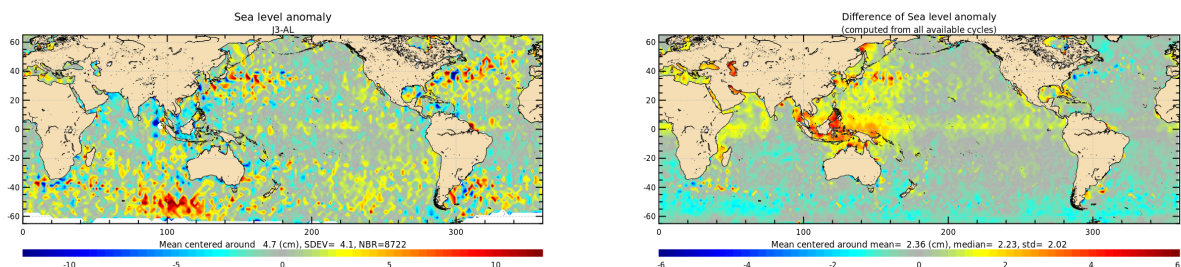 Sea level anomaly
J3-AL
60
40
20
0
-20
-40
-60
0 100 200 300
Mean centered around 4.7 (cm), SDEV= 4.1, NBR=8722
-10 -5 0 5 10
Difference of Sea level anomaly
(computed from all available cycles)
60
40
20
0
-20
-40
-60
0 100 200 300
Mean centered around mean= 2.36 (cm), median= 2.23, std= 2.02
-6 -4 -2 0 2 4 6